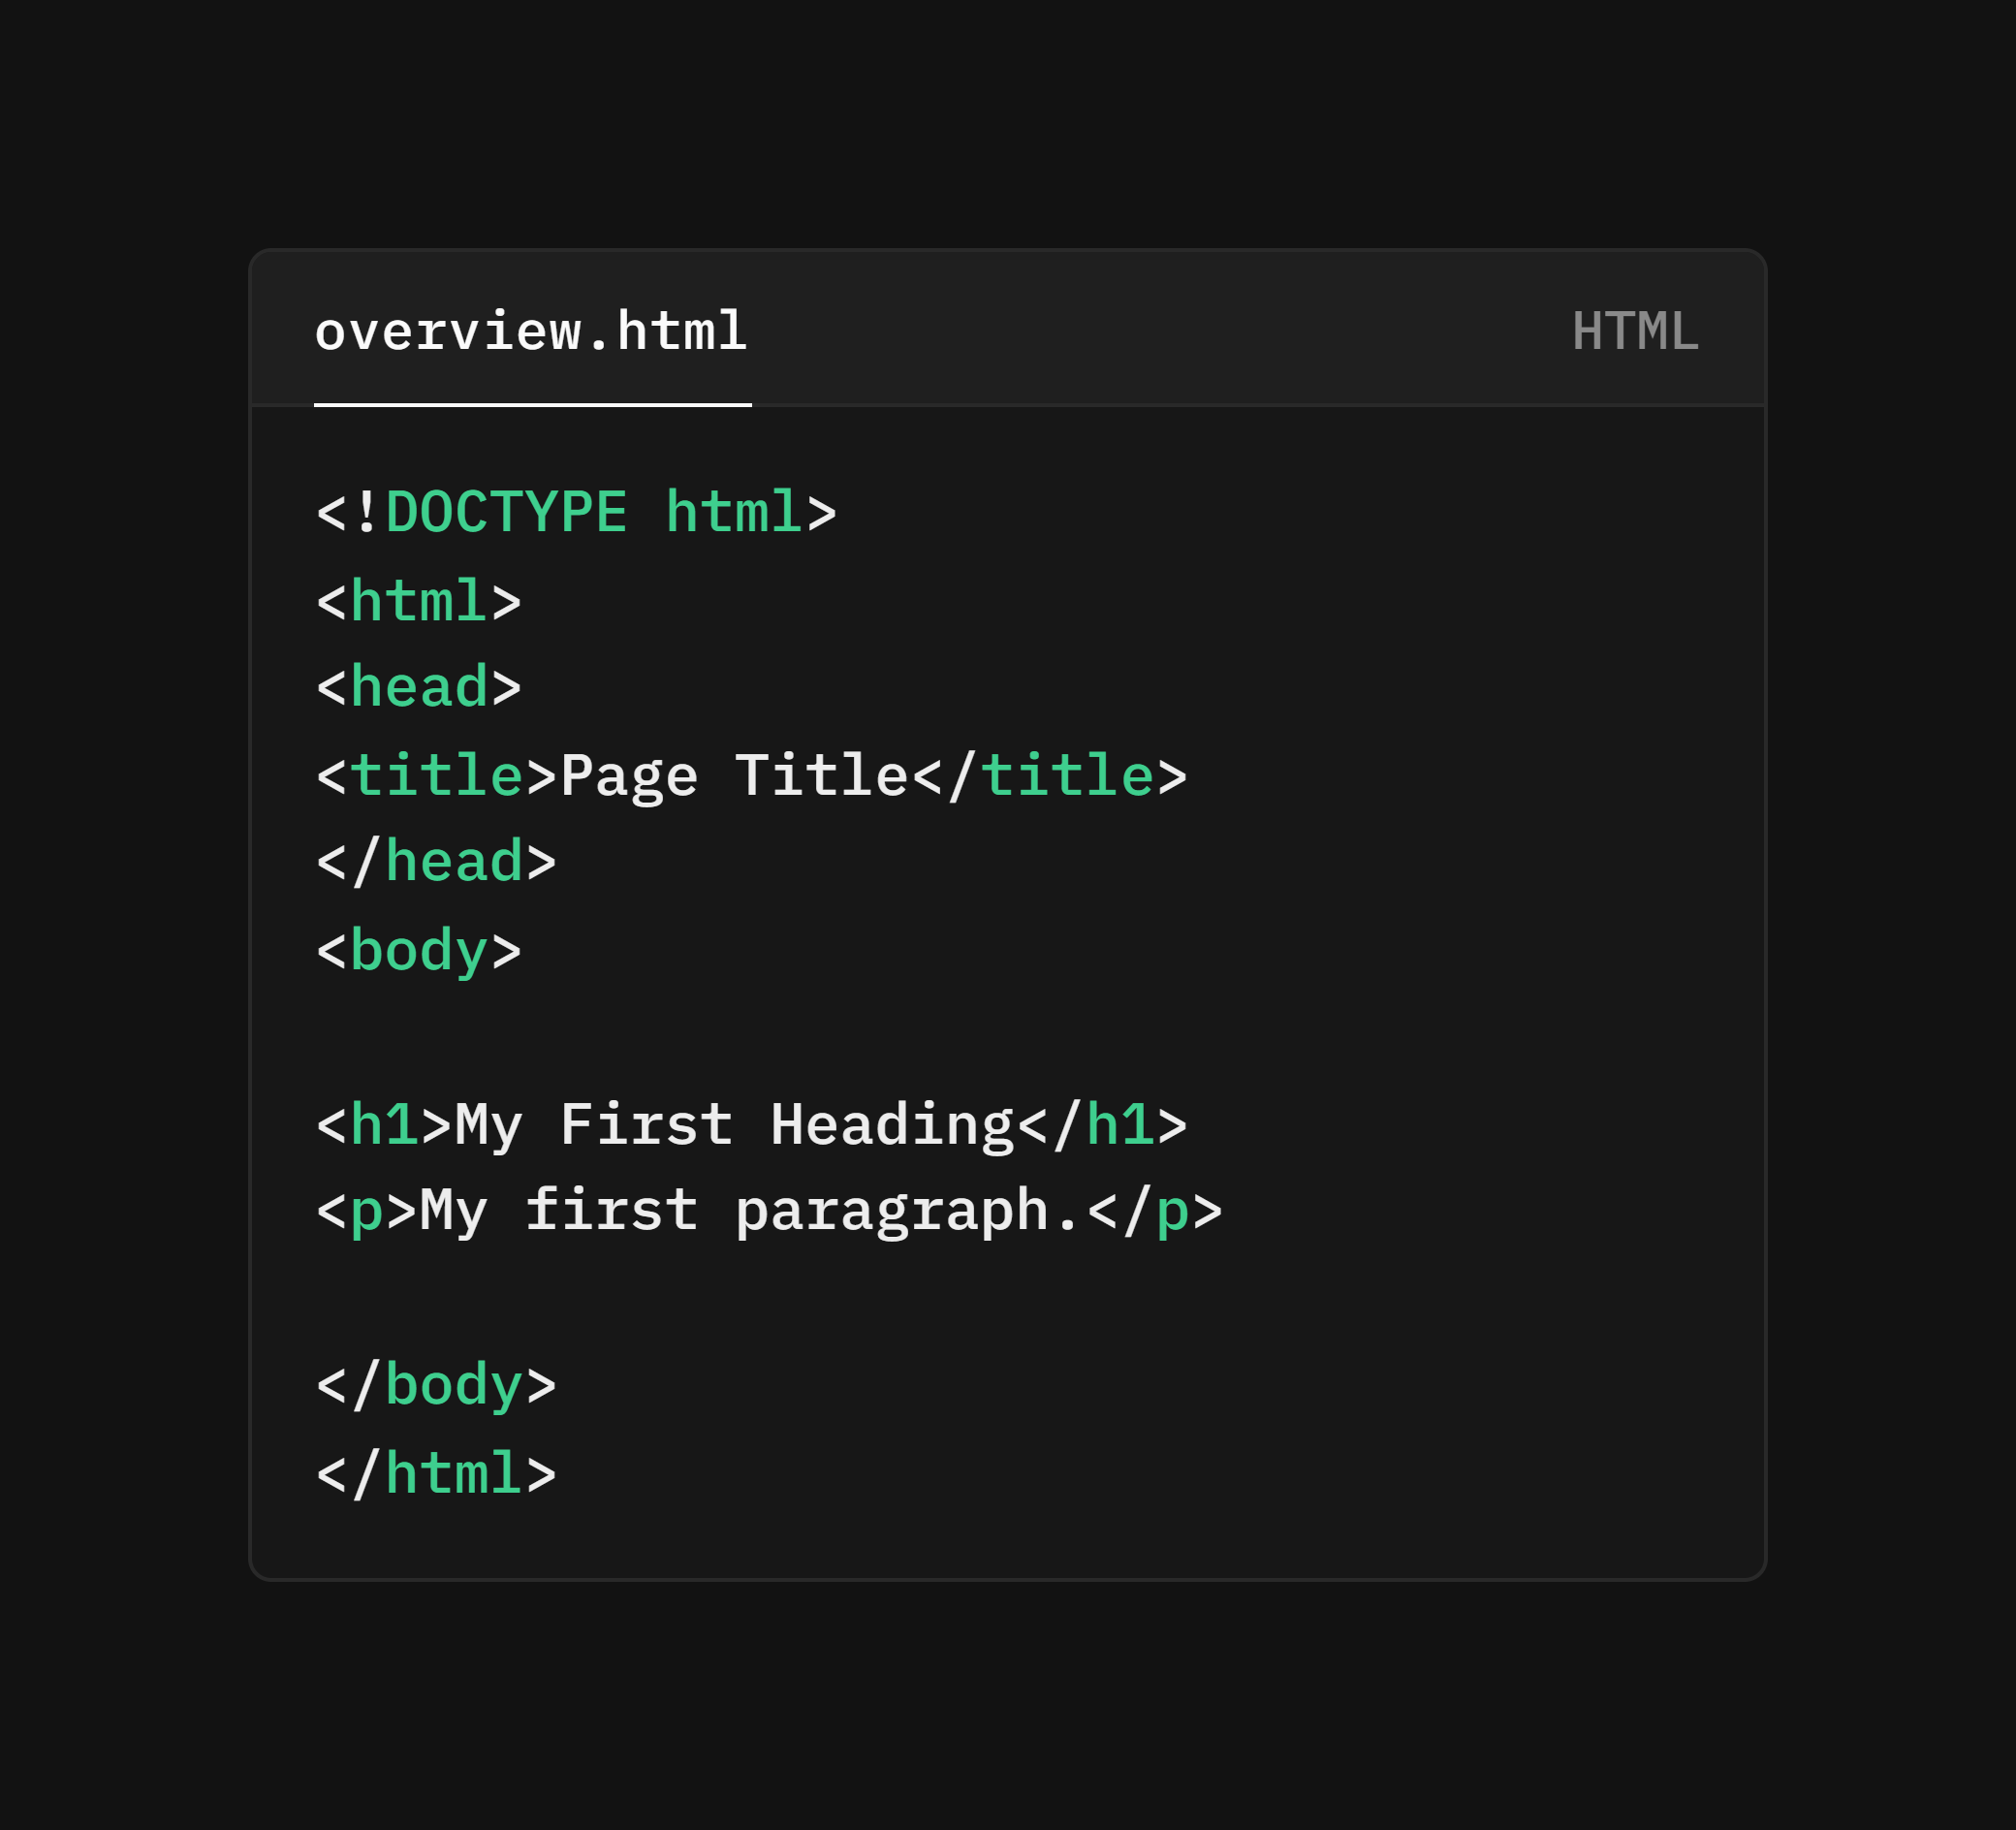 overview.html
HTML
<!DOCTYPE html>
<html>
<head>
<title>Page Title</title>
</head>
<body>
<h1>My First Heading</h1>
<p>My first paragraph.</p>
</body>
</html>